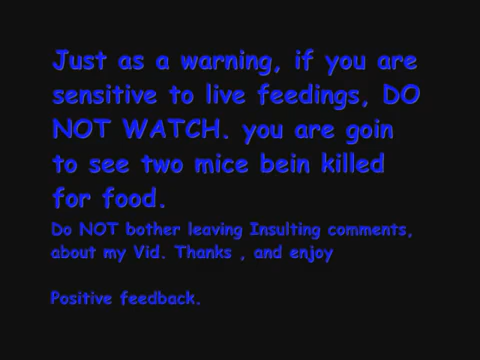 Just as a warning, if you are
sensitive to live feedings, DO
NOT WATCH. you are goin
to see two mice bein killed
for food.
Do NOT bother leaving Insulting comments,
about my Vid. Thanks , and enjoy
Positive feedback.